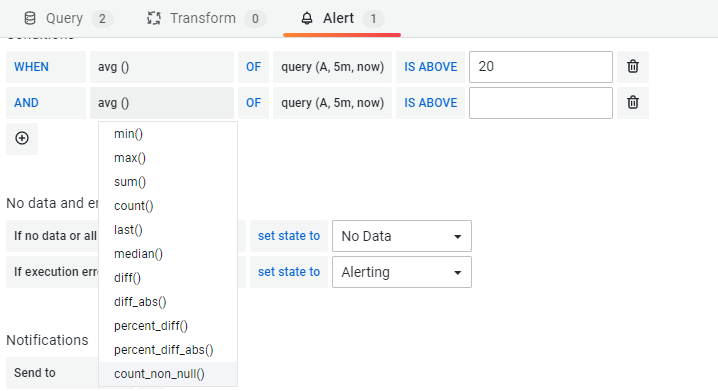 Query 2 Transform 0 Alert 1
Conditions
WHEN avg () OF query (A, 5m, now) IS ABOVE 20
AND avg () OF query (A, 5m, now) IS ABOVE
min()
max()
sum()
count()
last()
median()
diff()
diff_abs()
percent_diff()
percent_diff_abs()
count_non_null()
No data and er
If no data or all set state to No Data
If execution erro set state to Alerting
Notifications
Send to